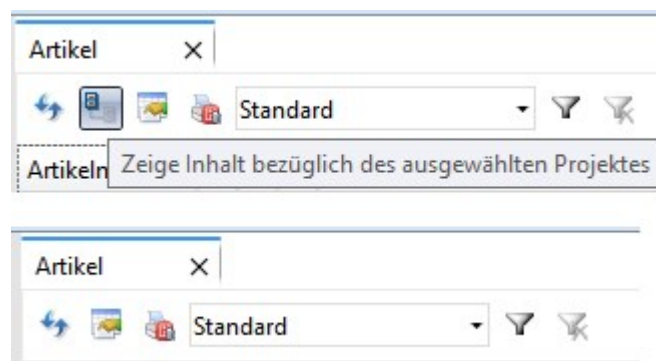 Artikel
Standard
Artikeln
Zeige Inhalt bezüglich des ausgewählten Projektes
Artikel
Standard